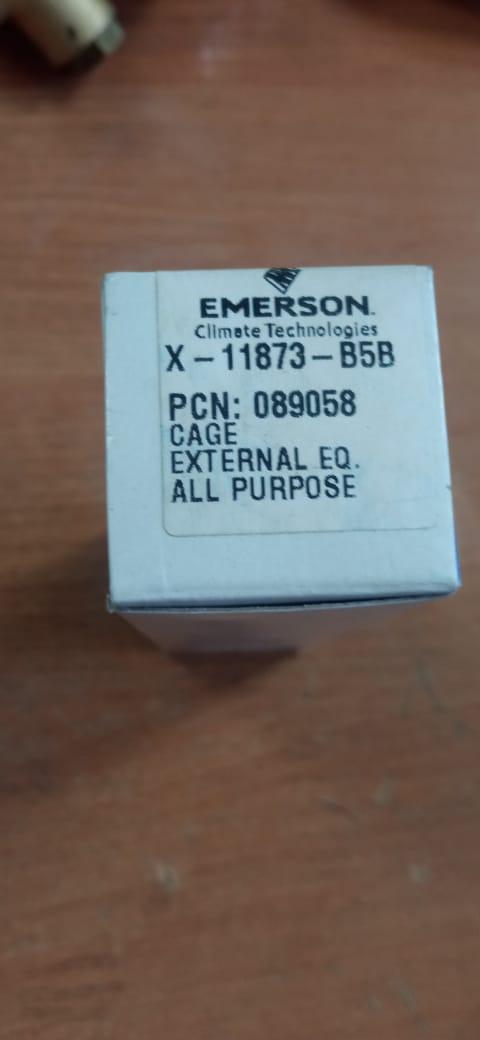 EMERSON.
Climate Technologies
X-11873-B5B
PCN: 089058
CAGE
EXTERNAL EQ.
ALL PURPOSE